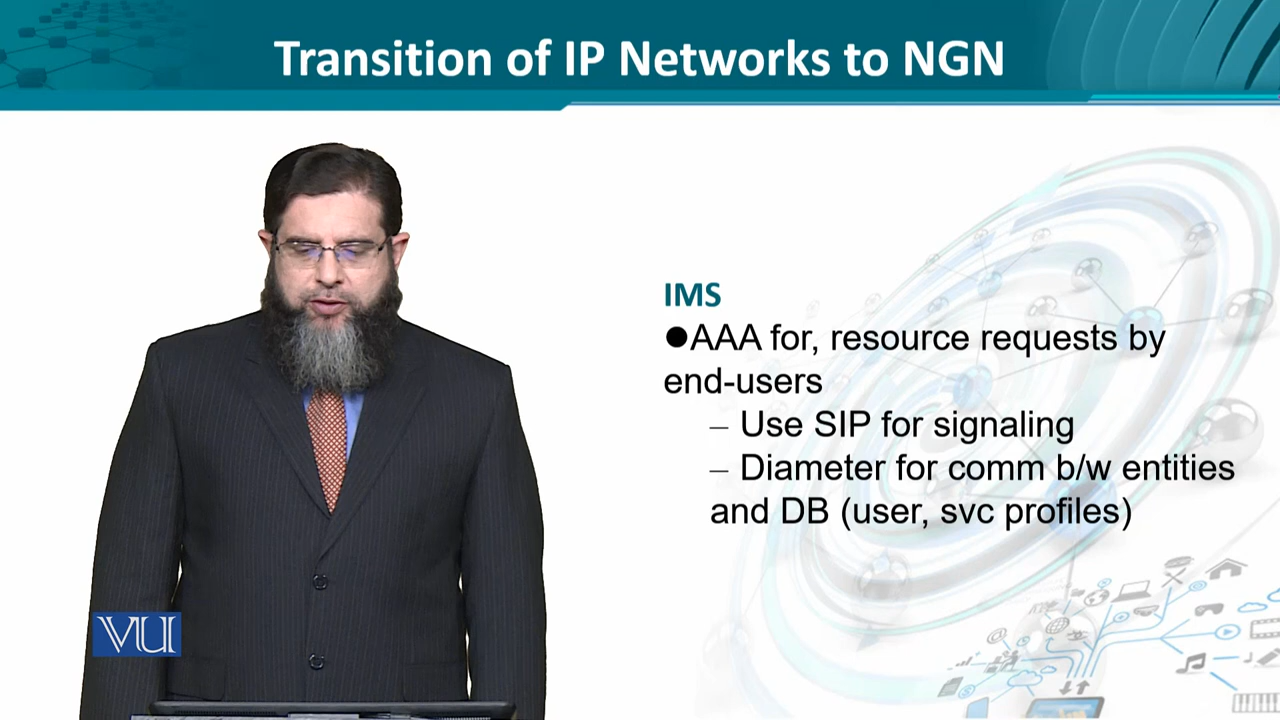 Transition of IP Networks to NGN
IMS
●AAA for, resource requests by
end-users
– Use SIP for signaling
– Diameter for comm b/w entities
and DB (user, svc profiles)
VU